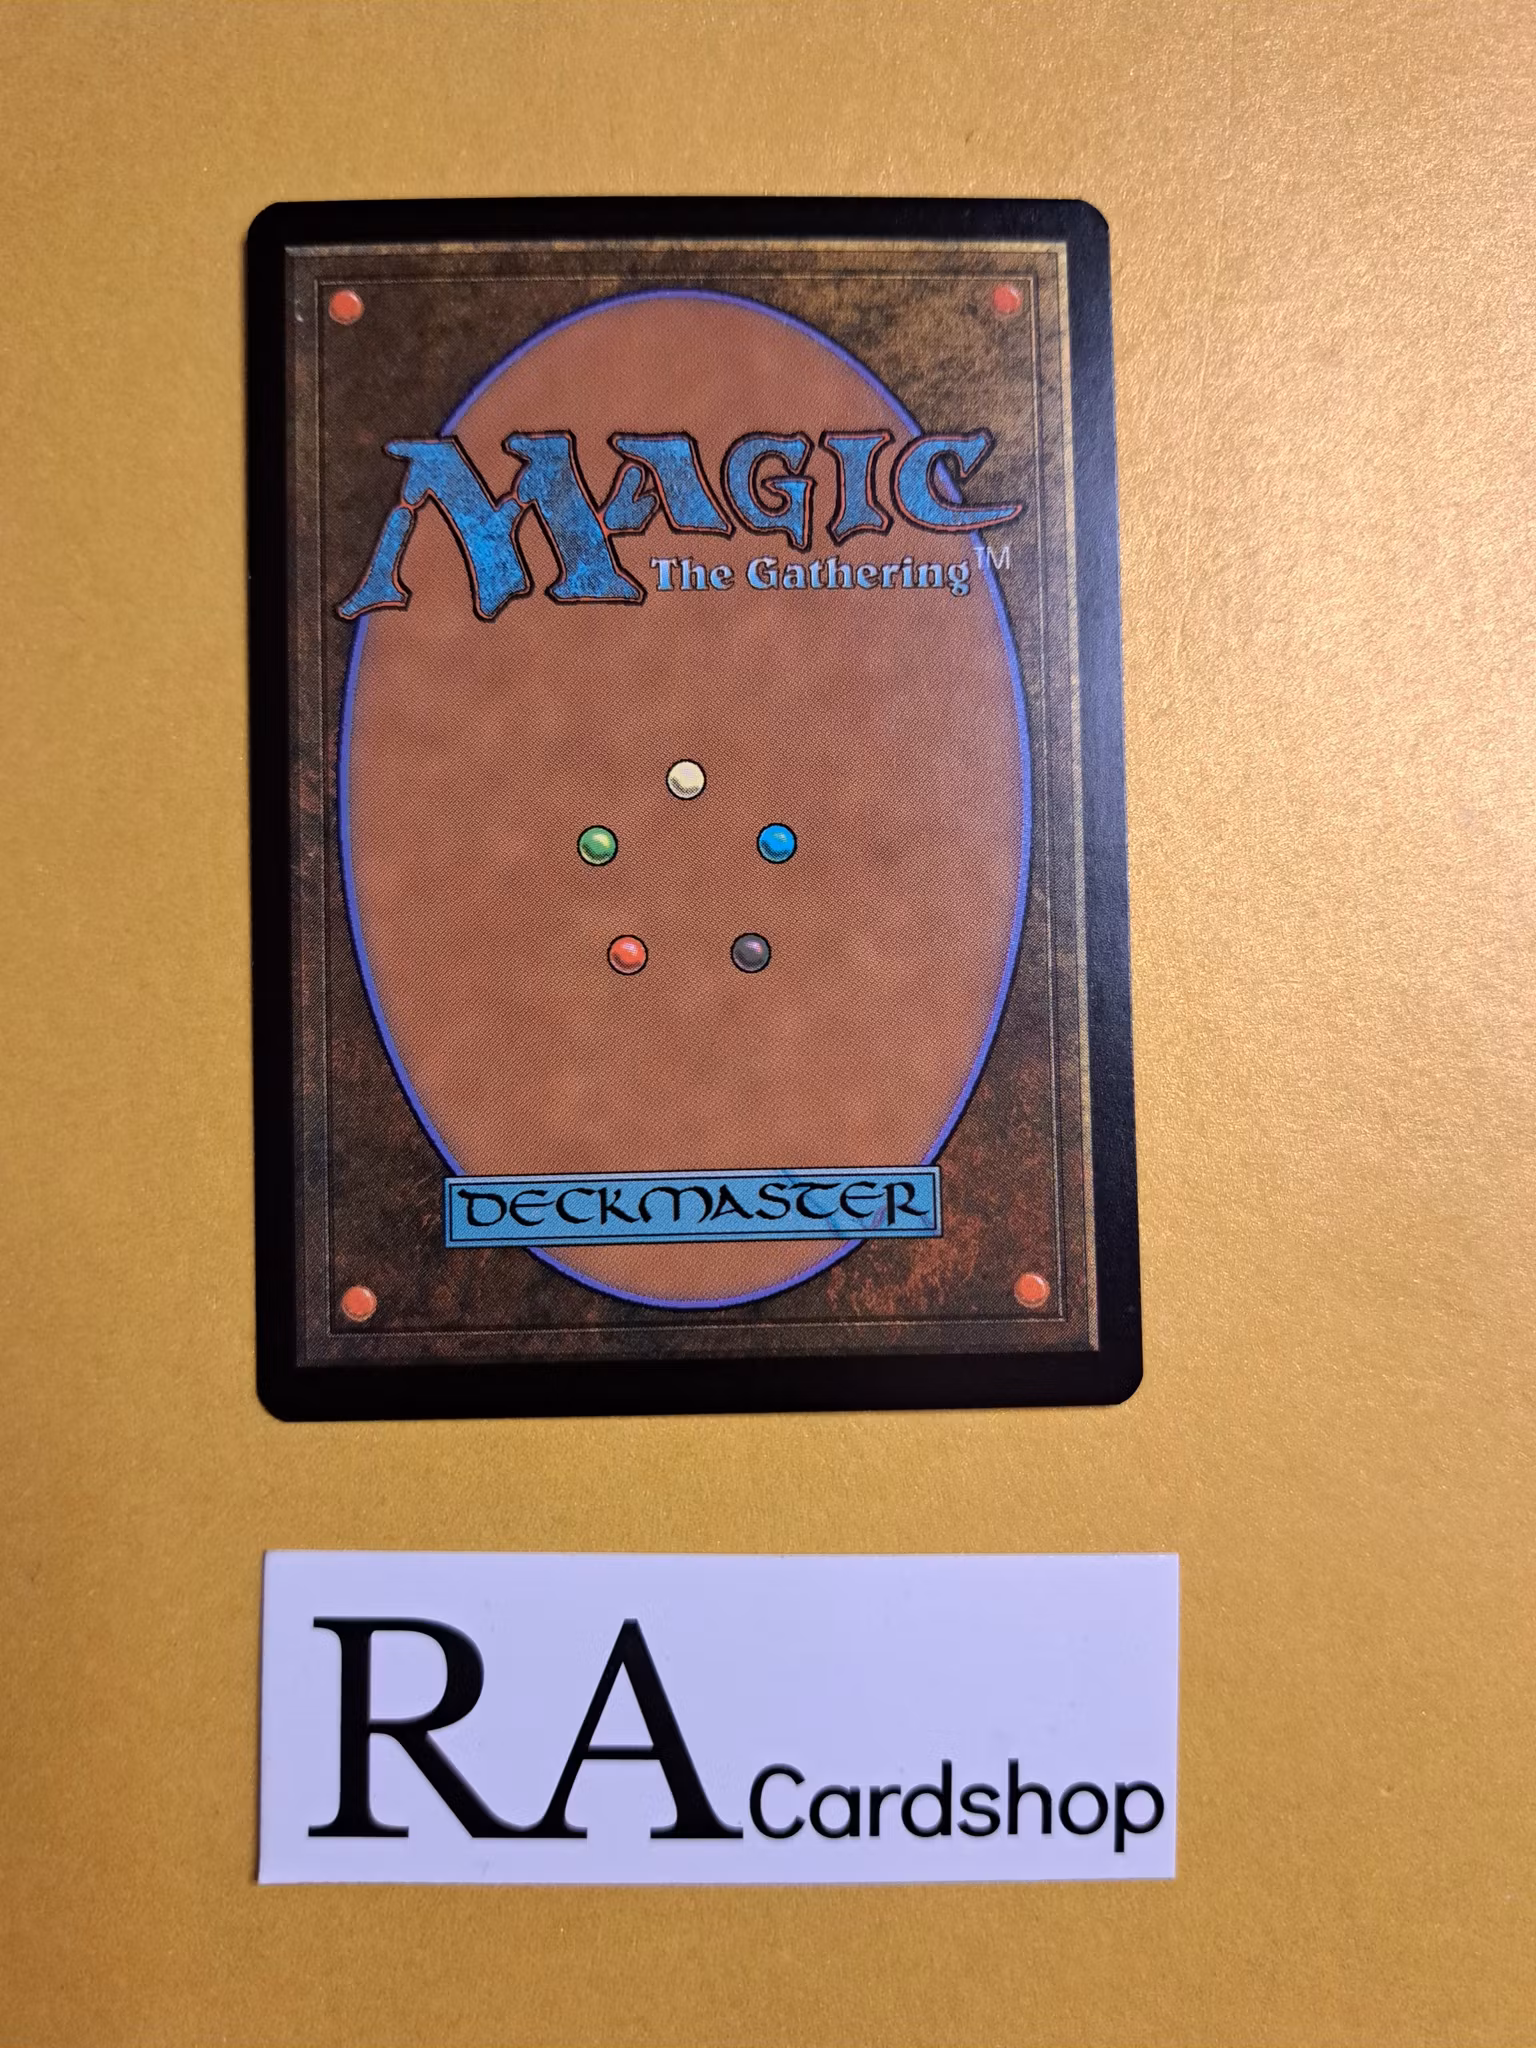 MAGIC
The Gathering™
DECKMASTER
RA Cardshop